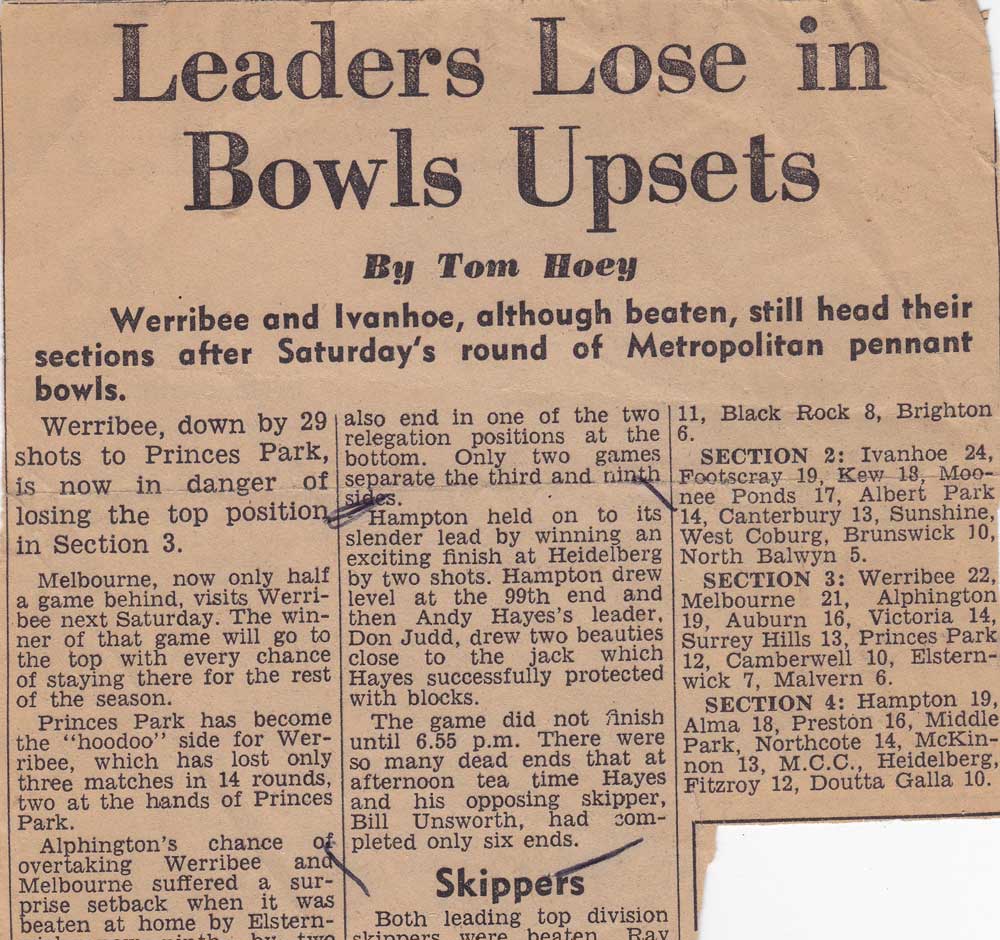 Leaders Lose in
Bowls Upsets
By Tom Hoey
Werribee and Ivanhoe, although beaten, still head their
sections after Saturday's round of Metropolitan pennant
bowls.
Werribee, down by 29
shots to Princes Park,
is now in danger of
losing the top position
in Section 3.
Melbourne, now only half
a game behind, visits Werri-
bee next Saturday. The win-
ner of that game will go to
the top with every chance
of staying there for the rest
of the season.
Princes Park has become
the "hoodoo" side for Wer-
ribee, which has lost only
three matches in 14 rounds,
two at the hands of Princes
Park.
Alphington's chance of
overtaking Werribee and
Melbourne suffered a sur-
prise setback when it was
beaten at home by Elstern-
ninth, by two
also end in one of the two
relegation positions at the
bottom. Only two games
separate the third and ninth
sides.
Hampton held on to its
slender lead by winning an
exciting finish at Heidelberg
by two shots. Hampton drew
level at the 99th end and
then Andy Hayes's leader,
Don Judd, drew two beauties
close to the jack which
Hayes successfully protected
with blocks.
The game did not finish
until 6.55 p.m. There were
so many dead ends that at
afternoon tea time Hayes
and his opposing skipper,
Bill Unsworth, had com-
pleted only six ends.
Skippers
Both leading top division
skippers were beaten. Ray
11, Black Rock 8, Brighton
6.
SECTION 2: Ivanhoe 24,
Footscray 19, Kew 18, Moo-
nee Ponds 17, Albert Park
14, Canterbury 13, Sunshine,
West Coburg, Brunswick 10,
North Balwyn 5.
SECTION 3: Werribee 22,
Melbourne 21, Alphington
19, Auburn 16, Victoria 14,
Surrey Hills 13, Princes Park
12, Camberwell 10, Elstern-
wick 7, Malvern 6.
SECTION 4: Hampton 19,
Alma 18, Preston 16, Middle
Park, Northcote 14, McKin-
non 13, M.C.C., Heidelberg,
Fitzroy 12, Doutta Galla 10.